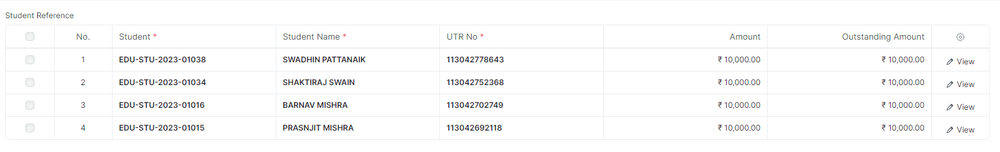 Student Reference
No. Student * Student Name * UTR No * Amount Outstanding Amount
1 EDU-STU-2023-01038 SWADHIN PATTANAIK 113042778643 ₹ 10,000.00 ₹ 10,000.00 View
2 EDU-STU-2023-01034 SHAKTIRAJ SWAIN 113042752368 ₹ 10,000.00 ₹ 10,000.00 View
3 EDU-STU-2023-01016 BARNAV MISHRA 113042702749 ₹ 10,000.00 ₹ 10,000.00 View
4 EDU-STU-2023-01015 PRASNJIT MISHRA 113042692118 ₹ 10,000.00 ₹ 10,000.00 View